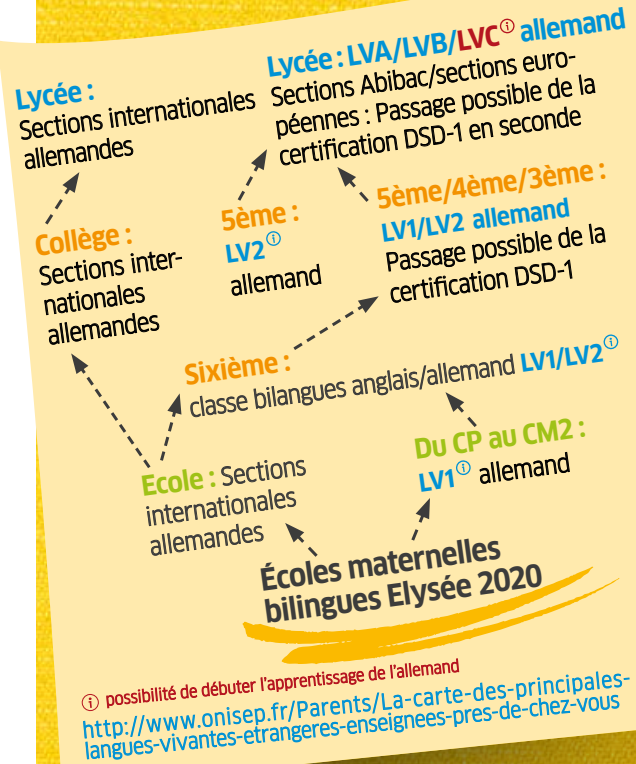 Lycée :
Sections internationales
allemandes
Lycée : LVA/LVB/LVCⓘ allemand
Sections Abibac/sections euro-
péennes : Passage possible de la
certification DSD-1 en seconde
Collège :
Sections inter-
nationales
allemandes
5ème :
LV2ⓘ
allemand
5ème/4ème/3ème :
LV1/LV2 allemand
Passage possible de la
certification DSD-1
Sixième :
classe bilangues anglais/allemand LV1/LV2ⓘ
Ecole : Sections
internationales
allemandes
Du CP au CM2 :
LV1ⓘ allemand
Écoles maternelles
bilingues Elysée 2020
ⓘ possibilité de débuter l'apprentissage de l'allemand
http://www.onisep.fr/Parents/La-carte-des-principales-
langues-vivantes-etrangeres-enseignees-pres-de-chez-vous